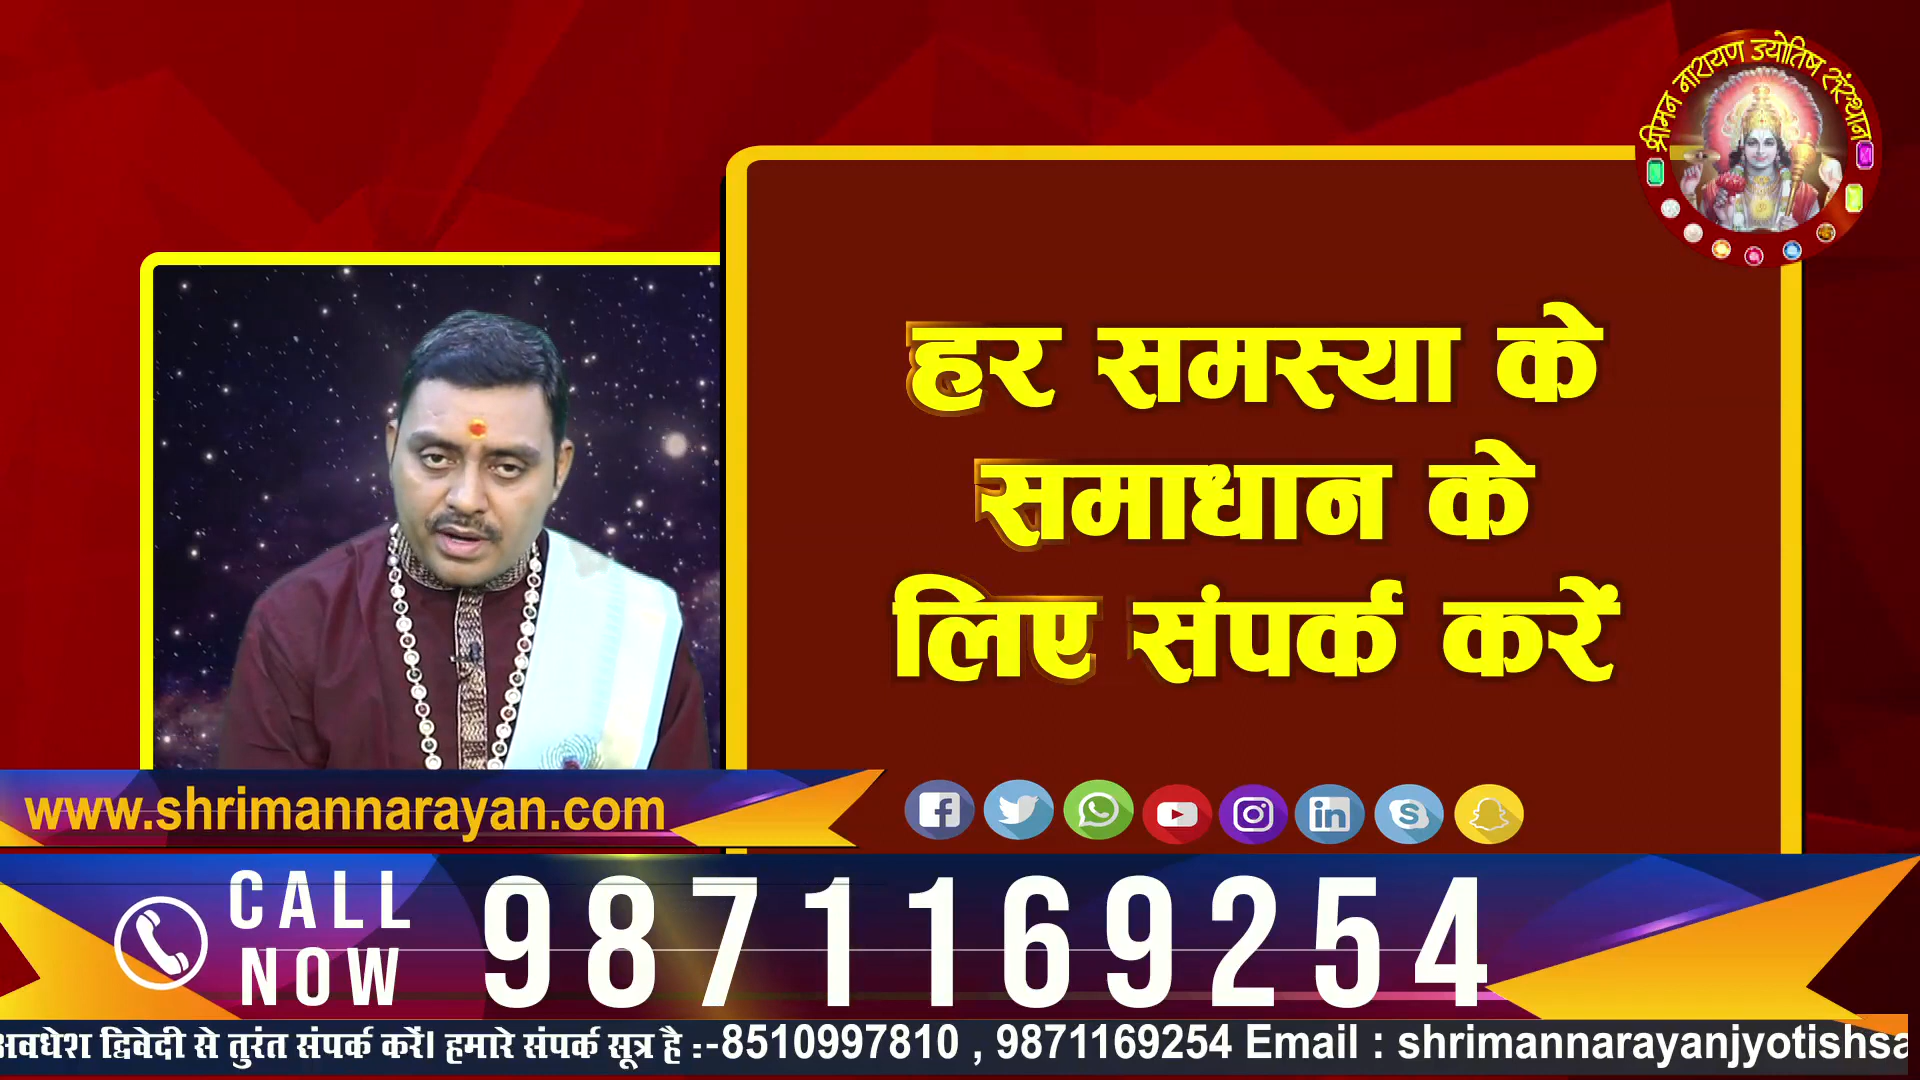 श्रीमन नारायण ज्योतिष संस्थान
हर समस्या के
समाधान के
लिए संपर्क करें
www.shrimannarayan.com
CALL
NOW
9871169254
अवधेश द्विवेदी से तुरंत संपर्क करें। हमारे संपर्क सूत्र है :-8510997810 , 9871169254 Email : shrimannarayanjyotishsa